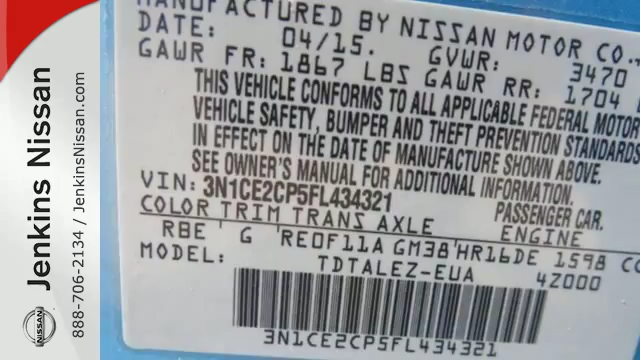 MANUFACTURED BY NISSAN MOTOR CO.,
DATE: 04/15. GVWR: 3470
GAWR FR: 1867 LBS GAWR RR: 1704
THIS VEHICLE CONFORMS TO ALL APPLICABLE FEDERAL MOTOR
VEHICLE SAFETY, BUMPER AND THEFT PREVENTION STANDARDS
IN EFFECT ON THE DATE OF MANUFACTURE SHOWN ABOVE.
SEE OWNER'S MANUAL FOR ADDITIONAL INFORMATION.
VIN: 3N1CE2CP5FL434321 PASSENGER CAR.
COLOR TRIM TRANS AXLE ENGINE
RBE G RE0F11A GM38 HR16DE 1598 CC
MODEL: TDTALEZ-EUA 4Z000
3N1CE2CP5FL434321
Jenkins Nissan
888-706-2134 / JenkinsNissan.com
NISSAN